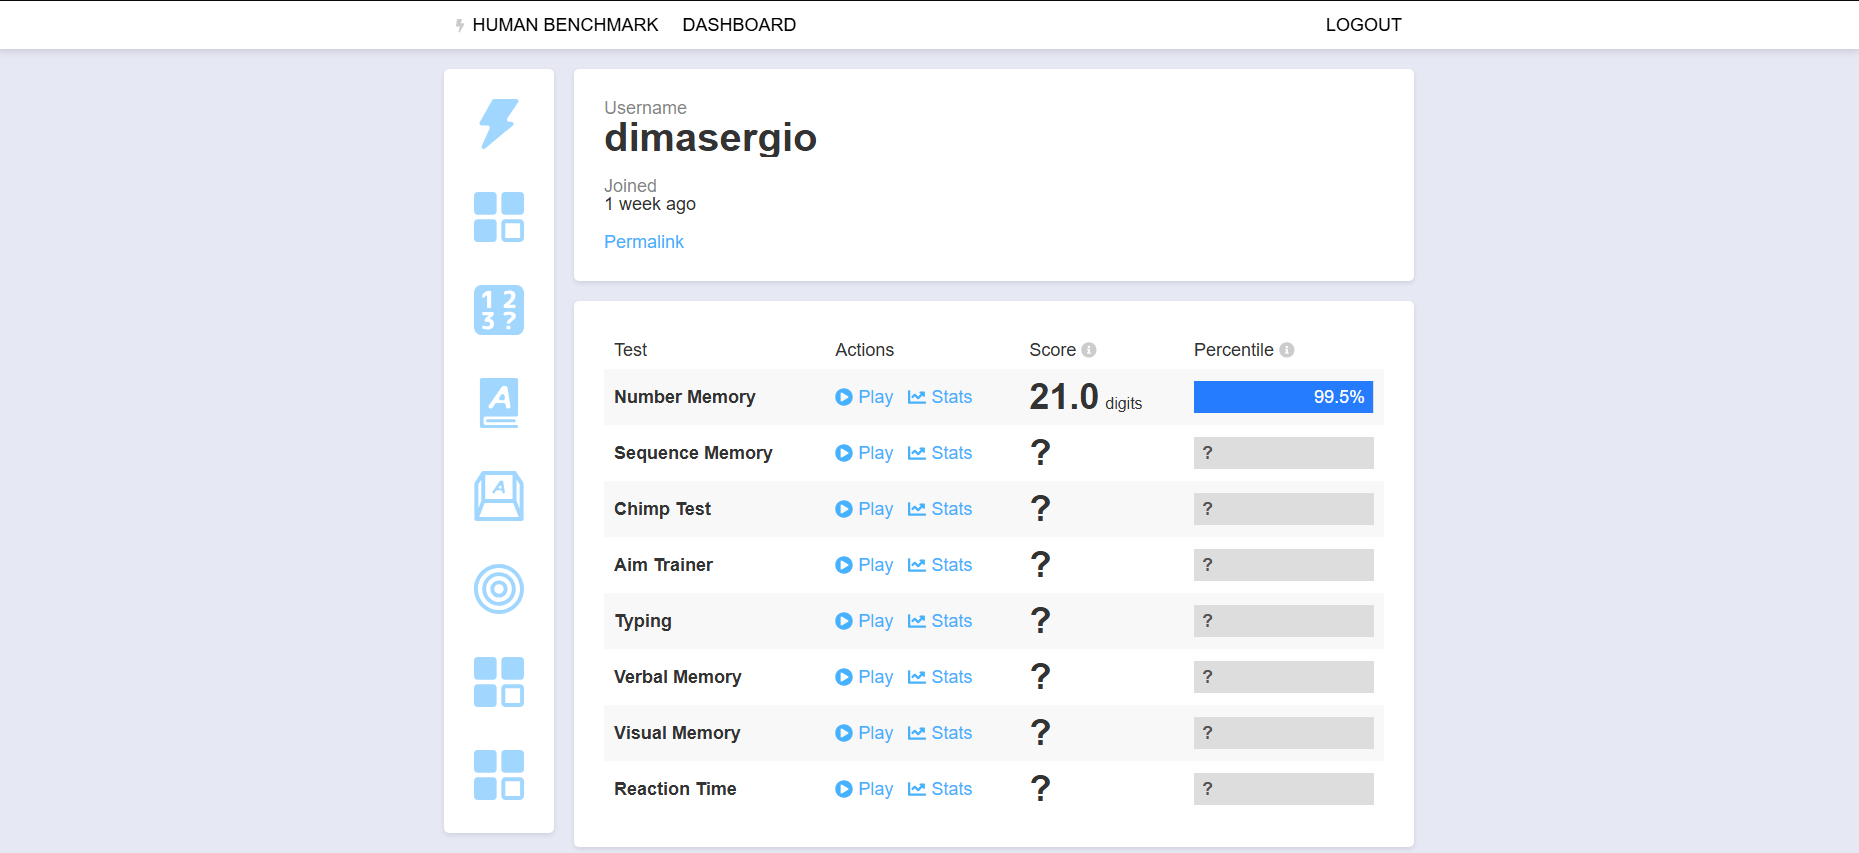 HUMAN BENCHMARK DASHBOARD LOGOUT
Username
dimasergio
Joined
1 week ago
Permalink
1 2
3 ?
A
A
Test Actions Score Percentile
Number Memory Play Stats 21.0 digits 99.5%
Sequence Memory Play Stats ? ?
Chimp Test Play Stats ? ?
Aim Trainer Play Stats ? ?
Typing Play Stats ? ?
Verbal Memory Play Stats ? ?
Visual Memory Play Stats ? ?
Reaction Time Play Stats ? ?